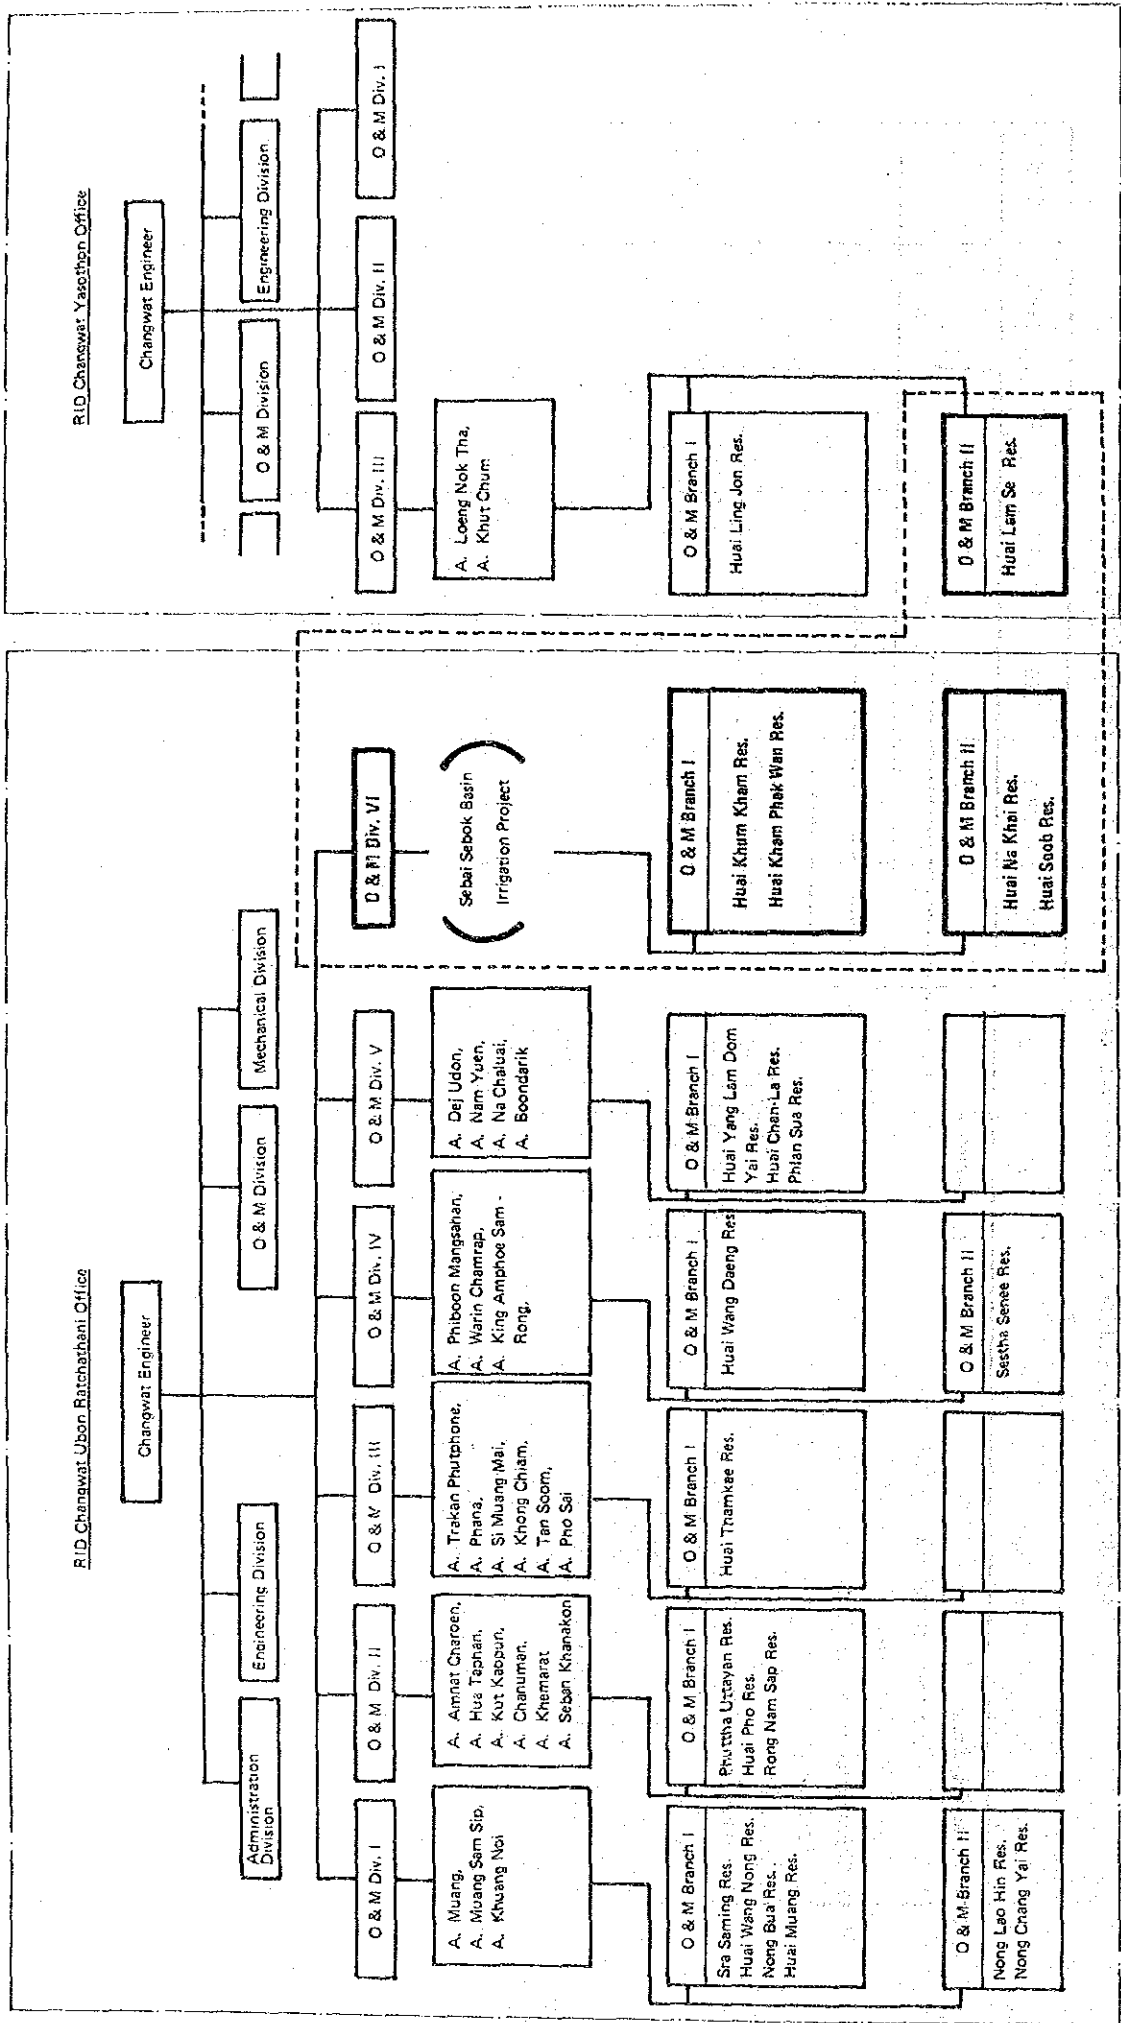 RID Changwat Ubon Ratchathani Office
Changwat Engineer
Administration
Division
Engineering Division
O & M Division
Mechanical Division
O & M Div. I
O & M Div. II
O & M Div. III
O & M Div. IV
O & M Div. V
O & M Div. VI
A. Muang,
A. Muang Sam Sip,
A. Khuang Noi
A. Amnat Charoen,
A. Hua Taphan,
A. Kut Kaopun,
A. Chanuman,
A. Khemarat
A. Seban Khanakon
A. Trakan Phutphone,
A. Phana,
A. Si Muang Mai,
A. Khong Chiam,
A. Tan Soom,
A. Pho Sai
A. Phiboon Mangsahan,
A. Warin Chamrap,
A. King Amphoe Sam -
Rong,
A. Dej Udon,
A. Nam Yuen,
A. Na Chaluai,
A. Boondarik
Sebai Sebok Basin
Irrigation Project
O & M Branch I
Sra Saming Res.
Huai Wang Nong Res.
Nong Bua Res.
Huai Muang Res.
O & M Branch I
Phuttha Uttayan Res.
Huai Pho Res.
Rong Nam Sap Res.
O & M Branch I
Huai Thamkae Res.
O & M Branch I
Huai Wang Daeng Res
O & M Branch I
Huai Yang Lam Dom
Yai Res.
Huai Chan-La Res.
Phlan Sua Res.
O & M Branch I
Huai Khum Kham Res.
Huai Kham Phak Wan Res.
O & M Branch II
Nong Lao Hin Res.
Nong Chang Yai Res.
O & M Branch II
Sestha Senee Res.
O & M Branch II
Huai Na Khai Res.
Huai Soob Res.
RID Changwat Yasothon Office
Changwat Engineer
O & M Division
Engineering Division
O & M Div. III
O & M Div. II
O & M Div. I
A. Loeng Nok Tha,
A. Khut Chum
O & M Branch I
Huai Ling Jon Res.
O & M Branch II
Huai Lam Se Res.